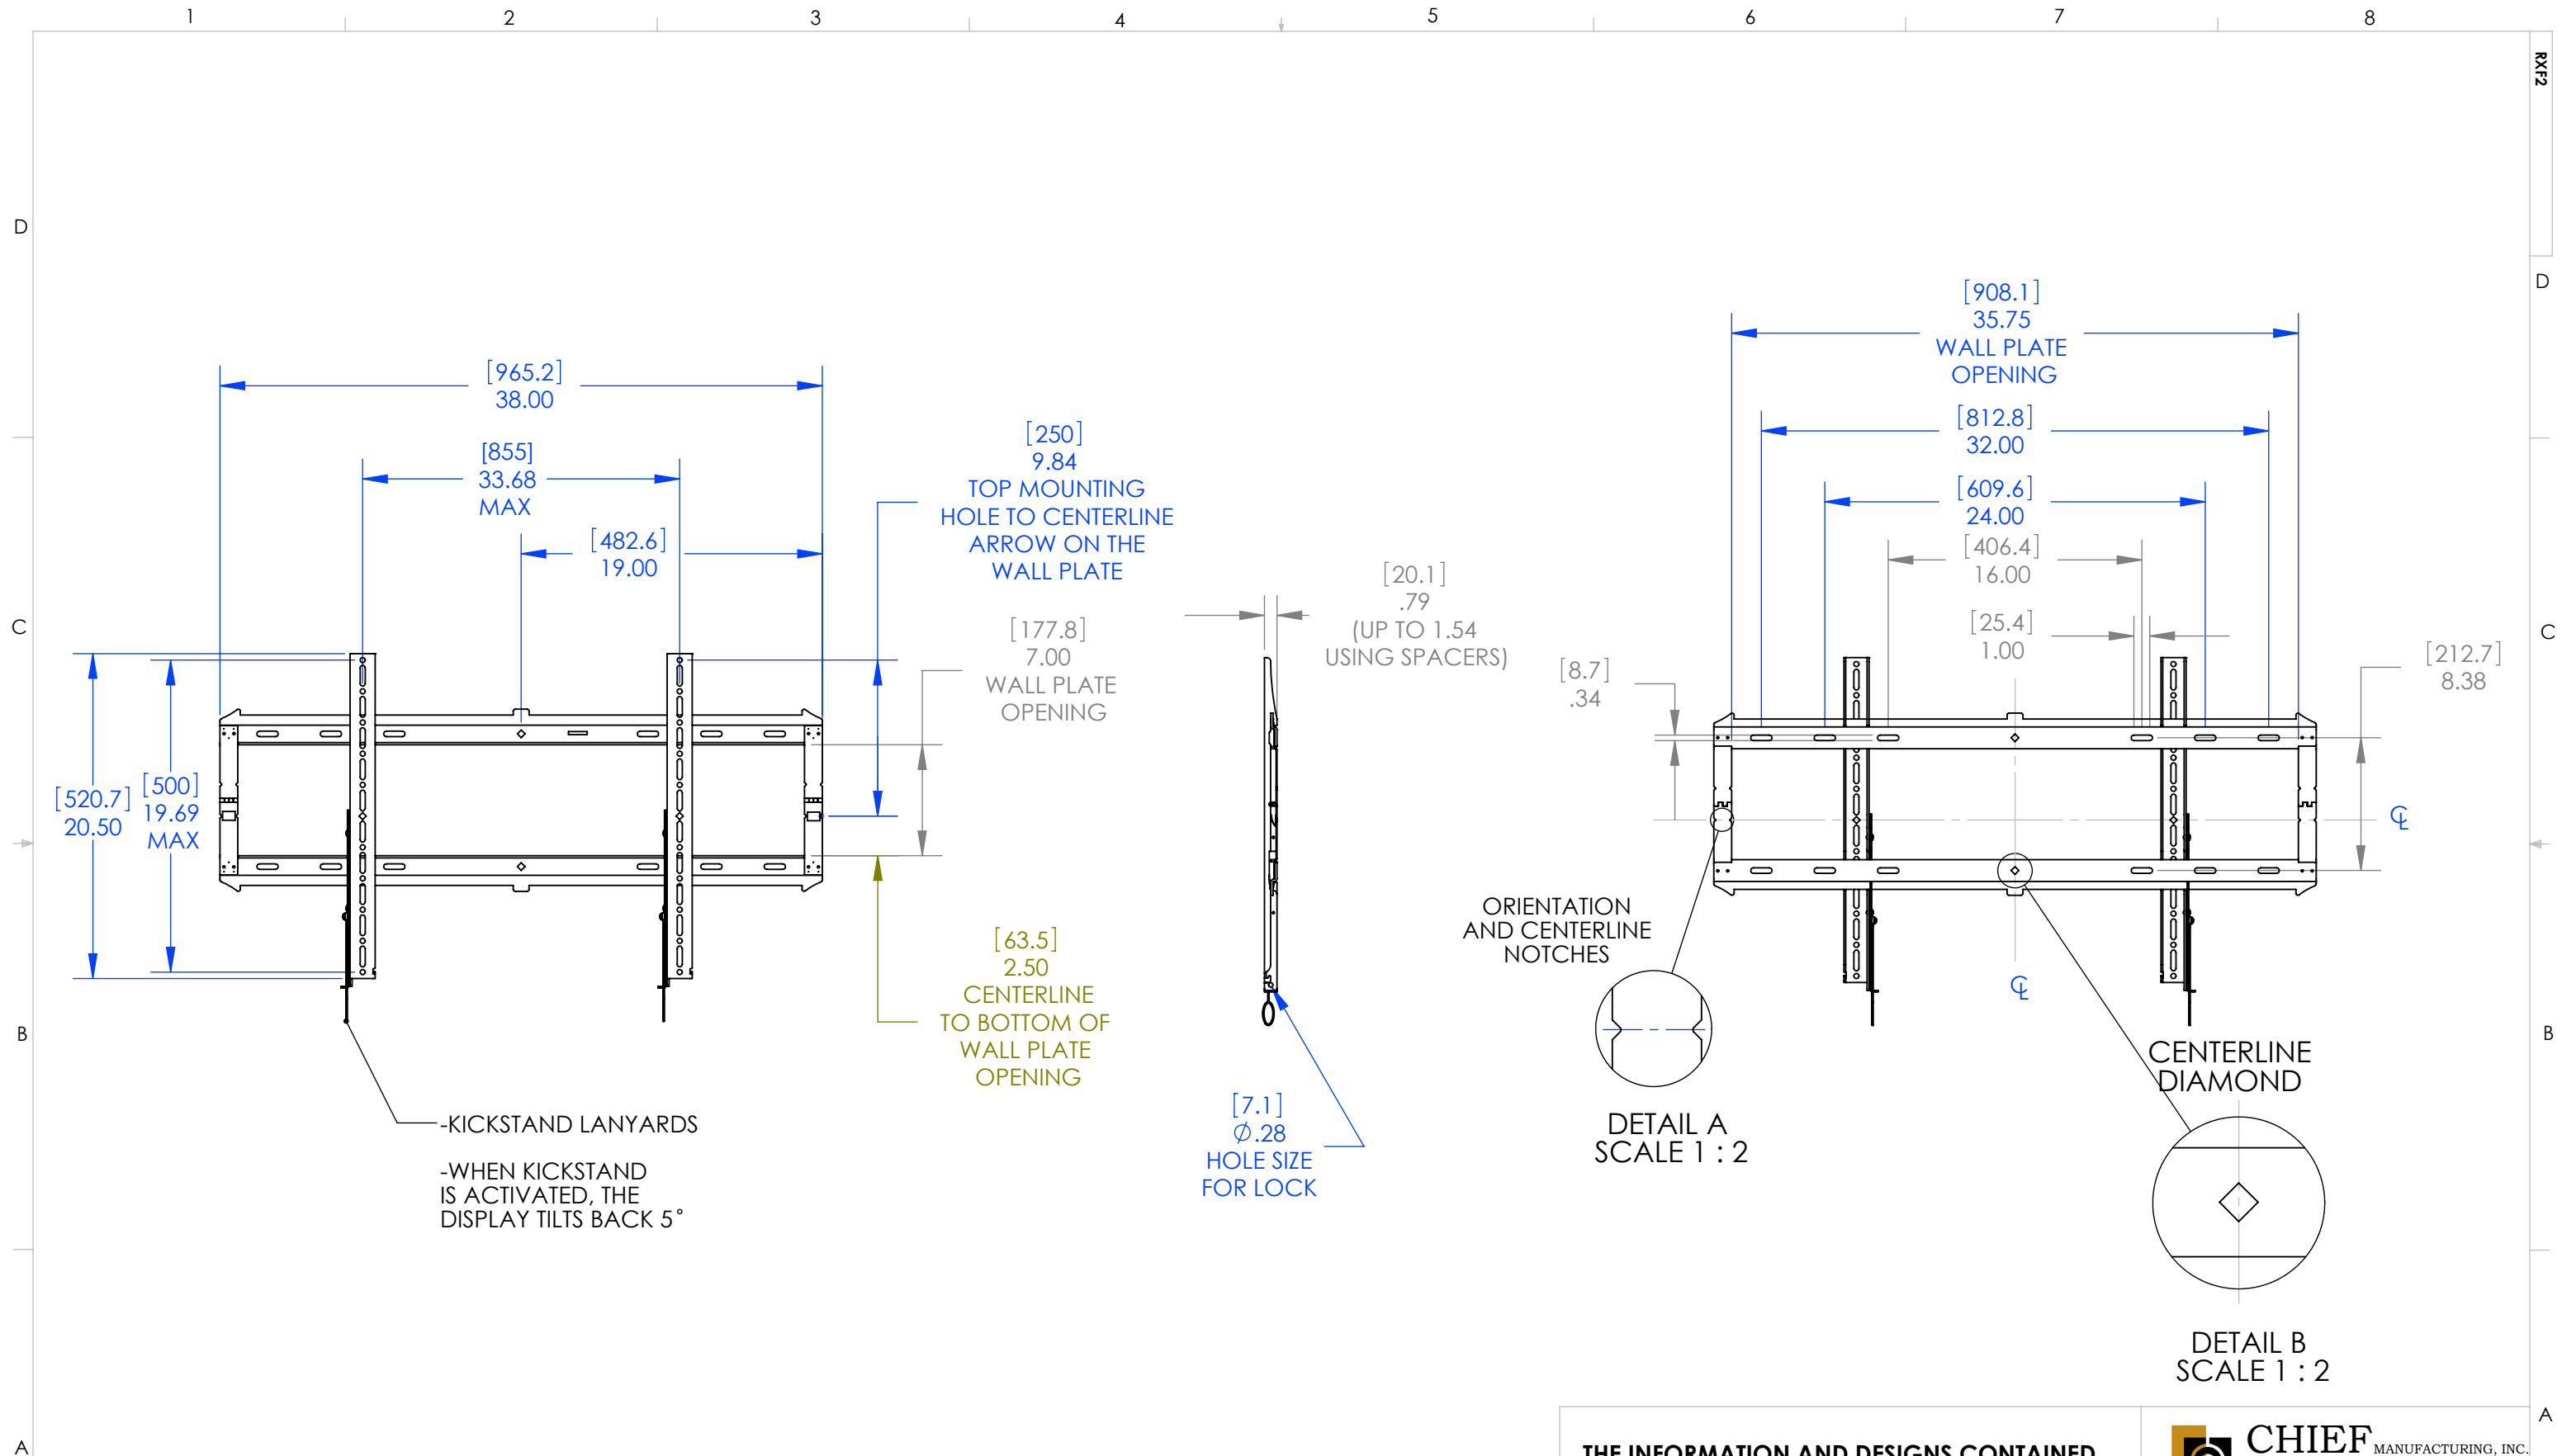 1 2 3 4 5 6 7 8
RXF2
D
D
[908.1]
35.75
WALL PLATE
OPENING
[965.2]
38.00
[812.8]
32.00
[250]
9.84
TOP MOUNTING
HOLE TO CENTERLINE
ARROW ON THE
WALL PLATE
[855]
33.68
MAX
[609.6]
24.00
[482.6]
19.00
[406.4]
16.00
[20.1]
.79
(UP TO 1.54
USING SPACERS)
[177.8]
7.00
WALL PLATE
OPENING
[25.4]
1.00
C
C
[8.7]
.34
[212.7]
8.38
[520.7]
20.50
[500]
19.69
MAX
℄
ORIENTATION
AND CENTERLINE
NOTCHES
[63.5]
2.50
CENTERLINE
TO BOTTOM OF
WALL PLATE
OPENING
℄
B
B
CENTERLINE
DIAMOND
[7.1]
Ø.28
HOLE SIZE
FOR LOCK
DETAIL A
SCALE 1 : 2
-KICKSTAND LANYARDS
-WHEN KICKSTAND
IS ACTIVATED, THE
DISPLAY TILTS BACK 5°
DETAIL B
SCALE 1 : 2
A
A
THE INFORMATION AND DESIGNS CONTAINED
CHIEF MANUFACTURING, INC.